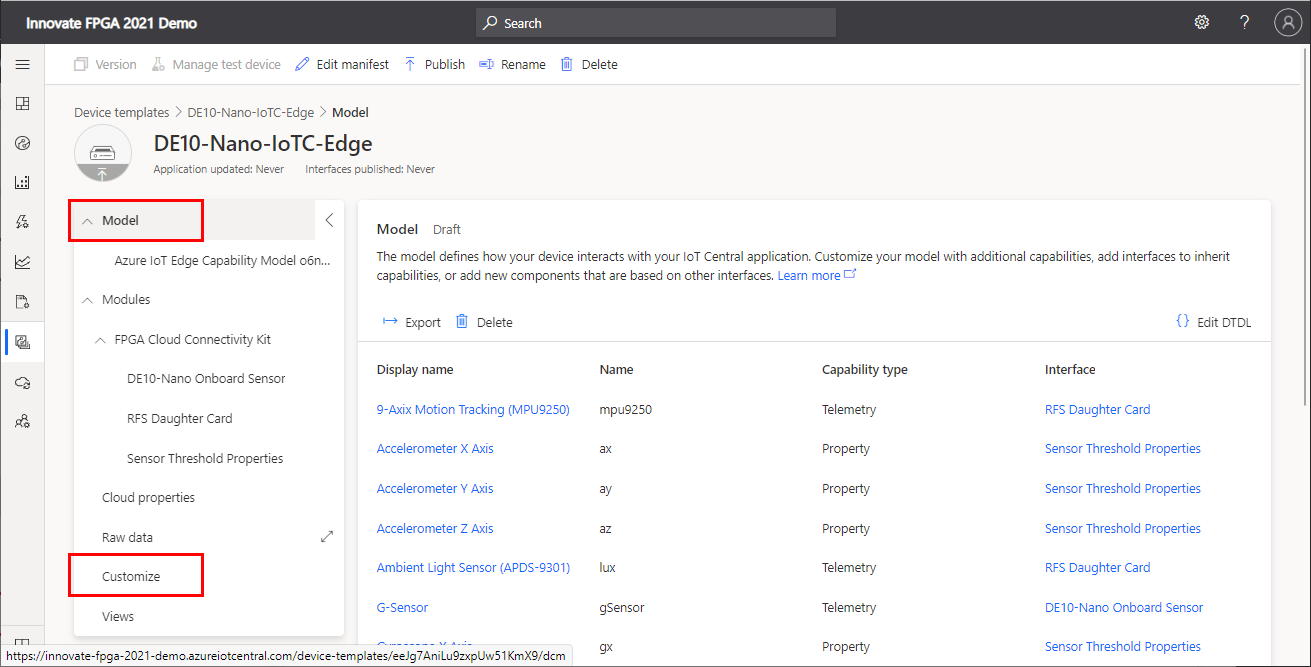 Innovate FPGA 2021 Demo
Search
?
Version
Manage test device
Edit manifest
Publish
Rename
Delete
Device templates > DE10-Nano-IoTC-Edge > Model
DE10-Nano-IoTC-Edge
Application updated: Never
Interfaces published: Never
Model
Azure IoT Edge Capability Model o6n...
Modules
FPGA Cloud Connectivity Kit
DE10-Nano Onboard Sensor
RFS Daughter Card
Sensor Threshold Properties
Cloud properties
Raw data
Customize
Views
Model Draft
The model defines how your device interacts with your IoT Central application. Customize your model with additional capabilities, add interfaces to inherit
capabilities, or add new components that are based on other interfaces. Learn more
Export
Delete
{} Edit DTDL
Display name Name Capability type Interface
9-Axix Motion Tracking (MPU9250) mpu9250 Telemetry RFS Daughter Card
Accelerometer X Axis ax Property Sensor Threshold Properties
Accelerometer Y Axis ay Property Sensor Threshold Properties
Accelerometer Z Axis az Property Sensor Threshold Properties
Ambient Light Sensor (APDS-9301) lux Telemetry RFS Daughter Card
G-Sensor gSensor Telemetry DE10-Nano Onboard Sensor
Gyroscope X Axis gx Property Sensor Threshold Properties
https://innovate-fpga-2021-demo.azureiotcentral.com/device-templates/eeJg7AniLu9zxpUw51KmX9/dcm